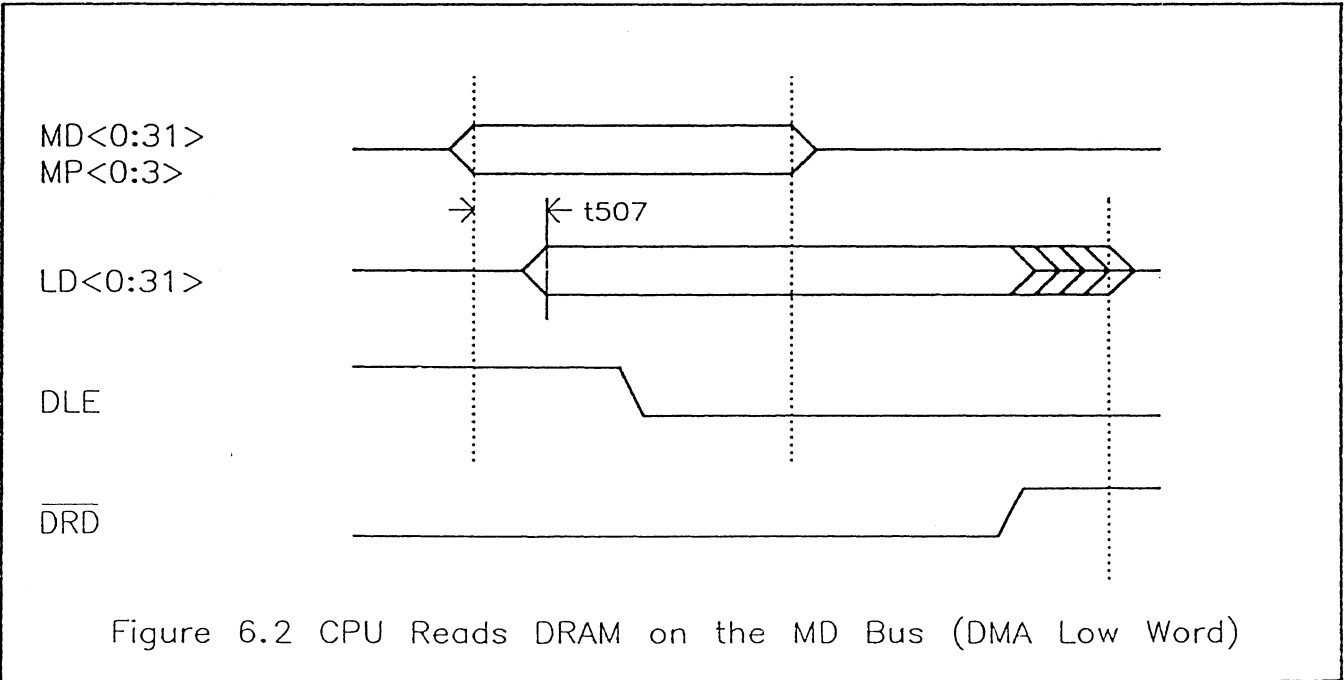 MD<0:31>
MP<0:3>
t507
LD<0:31>
DLE
D̅R̅D̅
Figure 6.2 CPU Reads DRAM on the MD Bus (DMA Low Word)